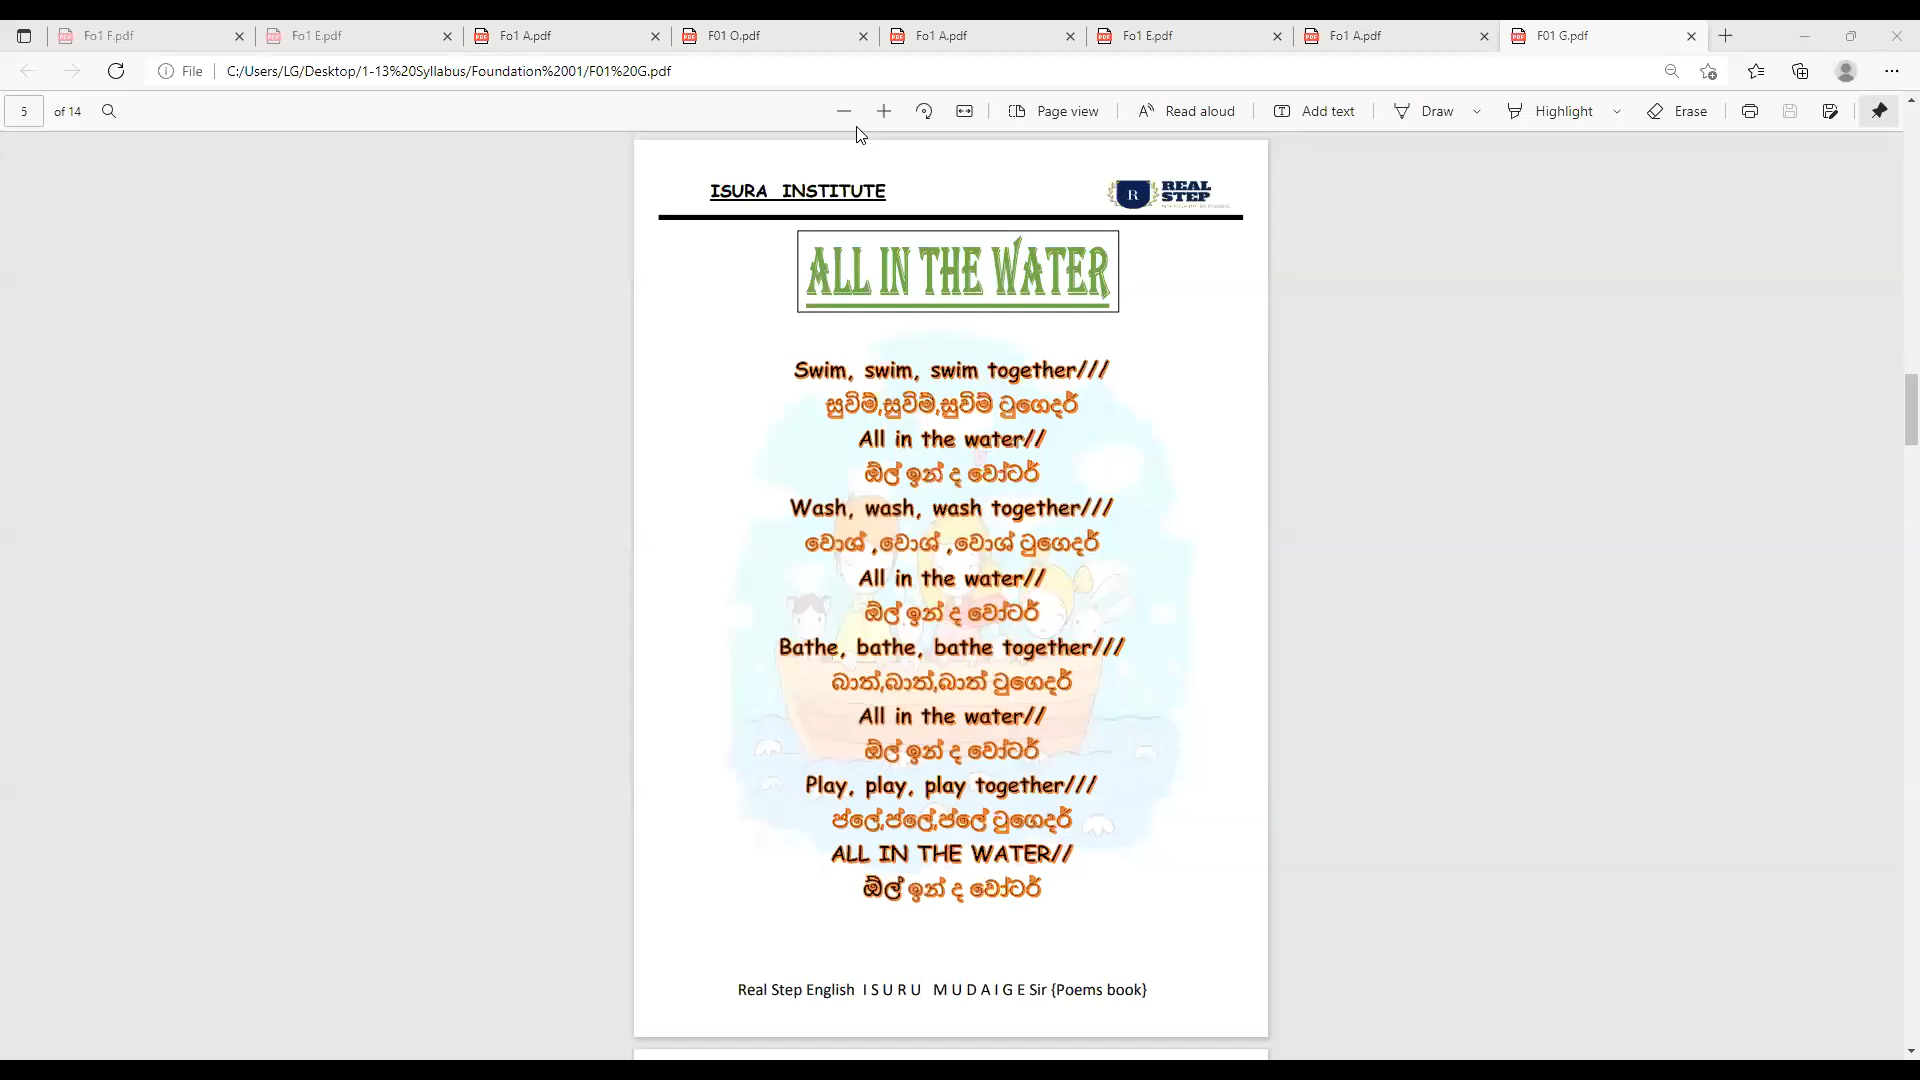 Fo1 F.pdf Fo1 E.pdf Fo1 A.pdf F01 O.pdf Fo1 A.pdf Fo1 E.pdf Fo1 A.pdf F01 G.pdf
File C:/Users/LG/Desktop/1-13%20Syllabus/Foundation%2001/F01%20G.pdf
5 of 14 Page view Read aloud Add text Draw Highlight Erase
ISURA INSTITUTE
R REAL STEP
ALL IN THE WATER
Swim, swim, swim together///
සුවිම්,සුවිම්,සුවිම් ටුගෙදර්
All in the water//
ඕල් ඉන් ද වෝටර්
Wash, wash, wash together///
වොශ් ,වොශ් ,වොශ් ටුගෙදර්
All in the water//
ඕල් ඉන් ද වෝටර්
Bathe, bathe, bathe together///
බාත්,බාත්,බාත් ටුගෙදර්
All in the water//
ඕල් ඉන් ද වෝටර්
Play, play, play together///
ප්ලේ,ප්ලේ,ප්ලේ ටුගෙදර්
ALL IN THE WATER//
ඕල් ඉන් ද වෝටර්
Real Step English I S U R U M U D A I G E Sir {Poems book}